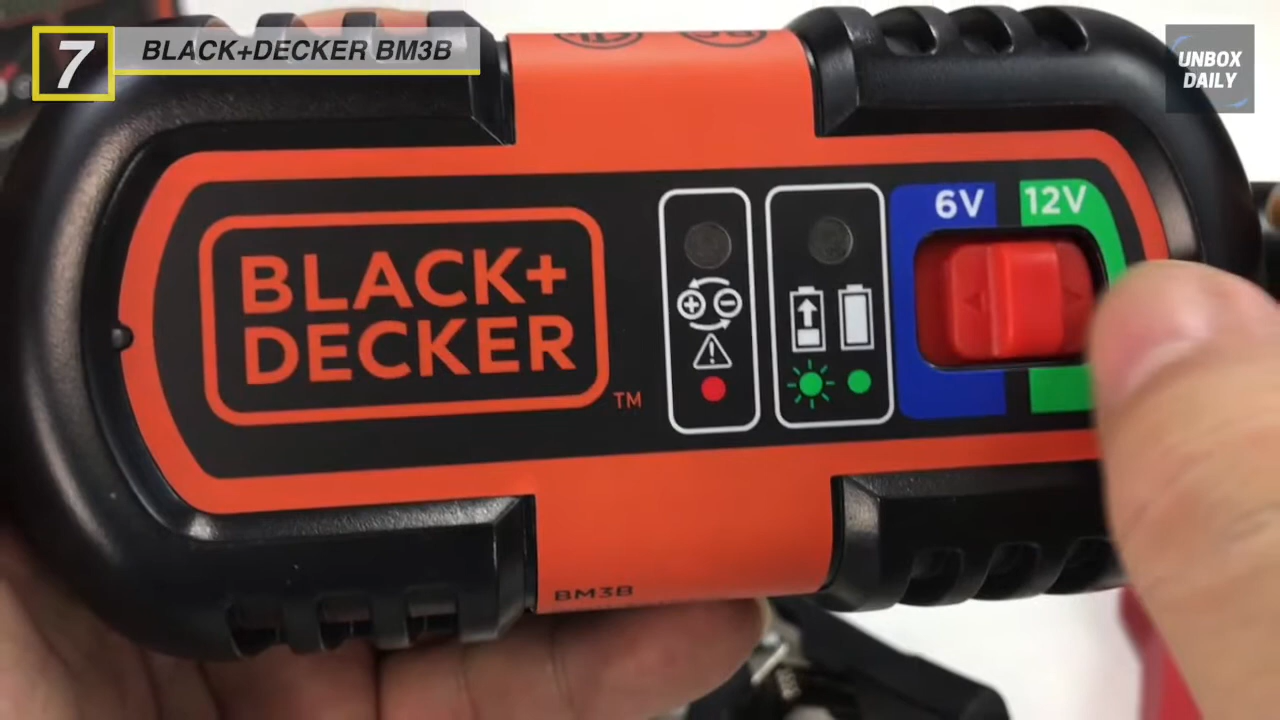 7
BLACK+DECKER BM3B
UNBOX
DAILY
6V 12V
BLACK+
DECKER
TM
BM3B